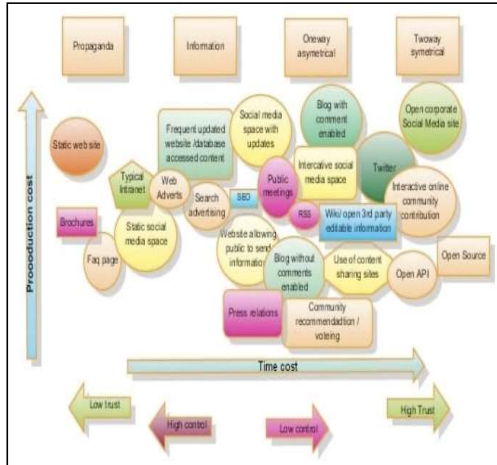 Propaganda
Information
Oneway
asymetrical
Twoway
symetrical
Static web site
Typical
Intranet
Brochures
Faq page
Static social
media space
Frequent updated
website /database
accessed content
Web
Adverts
Search
advertising
Social media
space with
updates
SEO
Public
meetings
Website allowing
public to send
information
Press relations
Blog with
comment
enabled
Intercative social
media space
RSS
Blog without
comments
enabled
Community
recommendadtion /
voteing
Twitter
Wiki/ open 3rd party
editable information
Use of content
sharing sites
Open corporate
Social Media site
Interactive online
community
contribution
Open API
Open Source
Proooduction cost
Time cost
Low trust
High control
Low control
High Trust